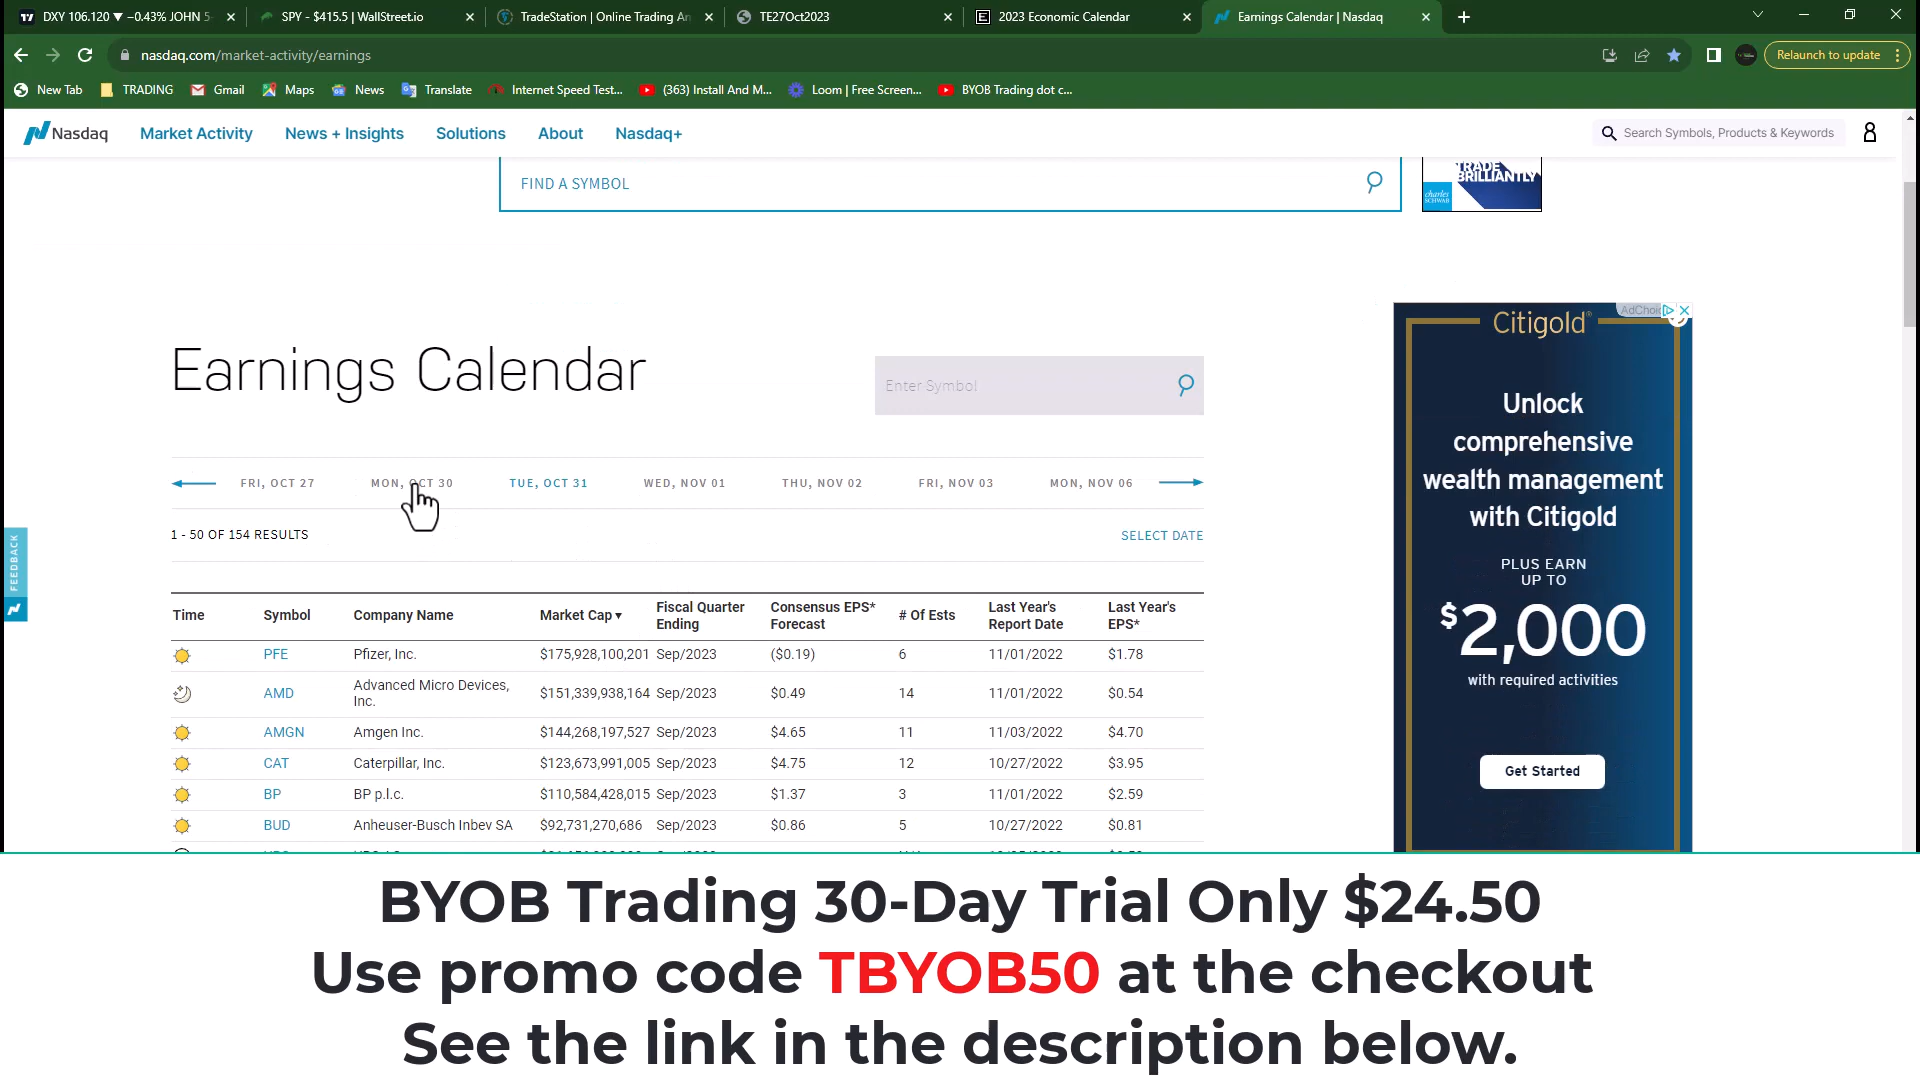 DXY 106.120 ▼ −0.43% JOHN 5
SPY - $415.5 | WallStreet.io
TradeStation | Online Trading An
TE27Oct2023
2023 Economic Calendar
Earnings Calendar | Nasdaq
nasdaq.com/market-activity/earnings
Relaunch to update
New Tab
TRADING
Gmail
Maps
News
Translate
Internet Speed Test...
(363) Install And M...
Loom | Free Screen...
BYOB Trading dot c...
Nasdaq
Market Activity
News + Insights
Solutions
About
Nasdaq+
Search Symbols, Products & Keywords
FIND A SYMBOL
TRADE
BRILLIANTLY
charles
SCHWAB
Earnings Calendar
Enter Symbol
FRI, OCT 27
MON, OCT 30
TUE, OCT 31
WED, NOV 01
THU, NOV 02
FRI, NOV 03
MON, NOV 06
1 - 50 OF 154 RESULTS
SELECT DATE
FEEDBACK
Time Symbol Company Name Market Cap ▾ Fiscal Quarter Ending Consensus EPS* Forecast # Of Ests Last Year's Report Date Last Year's EPS*
PFE Pfizer, Inc. $175,928,100,201 Sep/2023 ($0.19) 6 11/01/2022 $1.78
AMD Advanced Micro Devices, Inc. $151,339,938,164 Sep/2023 $0.49 14 11/01/2022 $0.54
AMGN Amgen Inc. $144,268,197,527 Sep/2023 $4.65 11 11/03/2022 $4.70
CAT Caterpillar, Inc. $123,673,991,005 Sep/2023 $4.75 12 10/27/2022 $3.95
BP BP p.l.c. $110,584,428,015 Sep/2023 $1.37 3 11/01/2022 $2.59
BUD Anheuser-Busch Inbev SA $92,731,270,686 Sep/2023 $0.86 5 10/27/2022 $0.81
AdChoi
Citigold®
Unlock
comprehensive
wealth management
with Citigold
PLUS EARN
UP TO
$2,000
with required activities
Get Started
BYOB Trading 30-Day Trial Only $24.50
Use promo code TBYOB50 at the checkout
See the link in the description below.